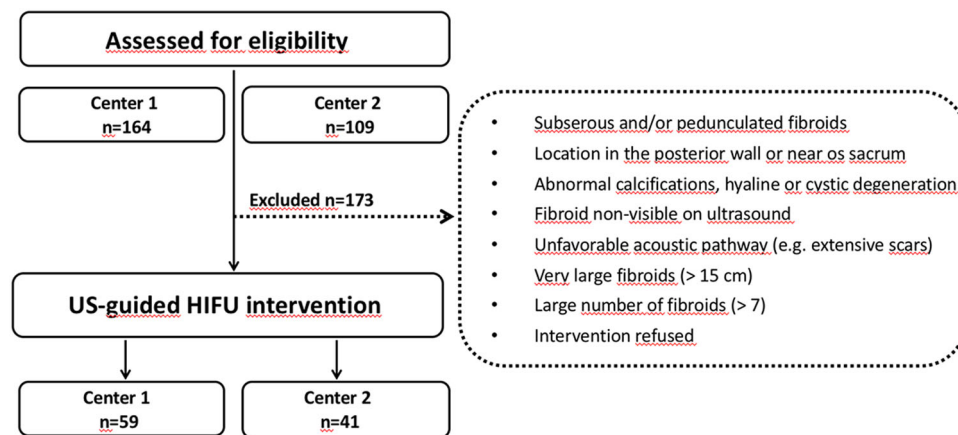 Assessed for eligibility
Center 1
n=164
Center 2
n=109
Excluded n=173
• Subserous and/or pedunculated fibroids
• Location in the posterior wall or near os sacrum
• Abnormal calcifications, hyaline or cystic degeneration
• Fibroid non-visible on ultrasound
• Unfavorable acoustic pathway (e.g. extensive scars)
• Very large fibroids (> 15 cm)
• Large number of fibroids (> 7)
• Intervention refused
US-guided HIFU intervention
Center 1
n=59
Center 2
n=41